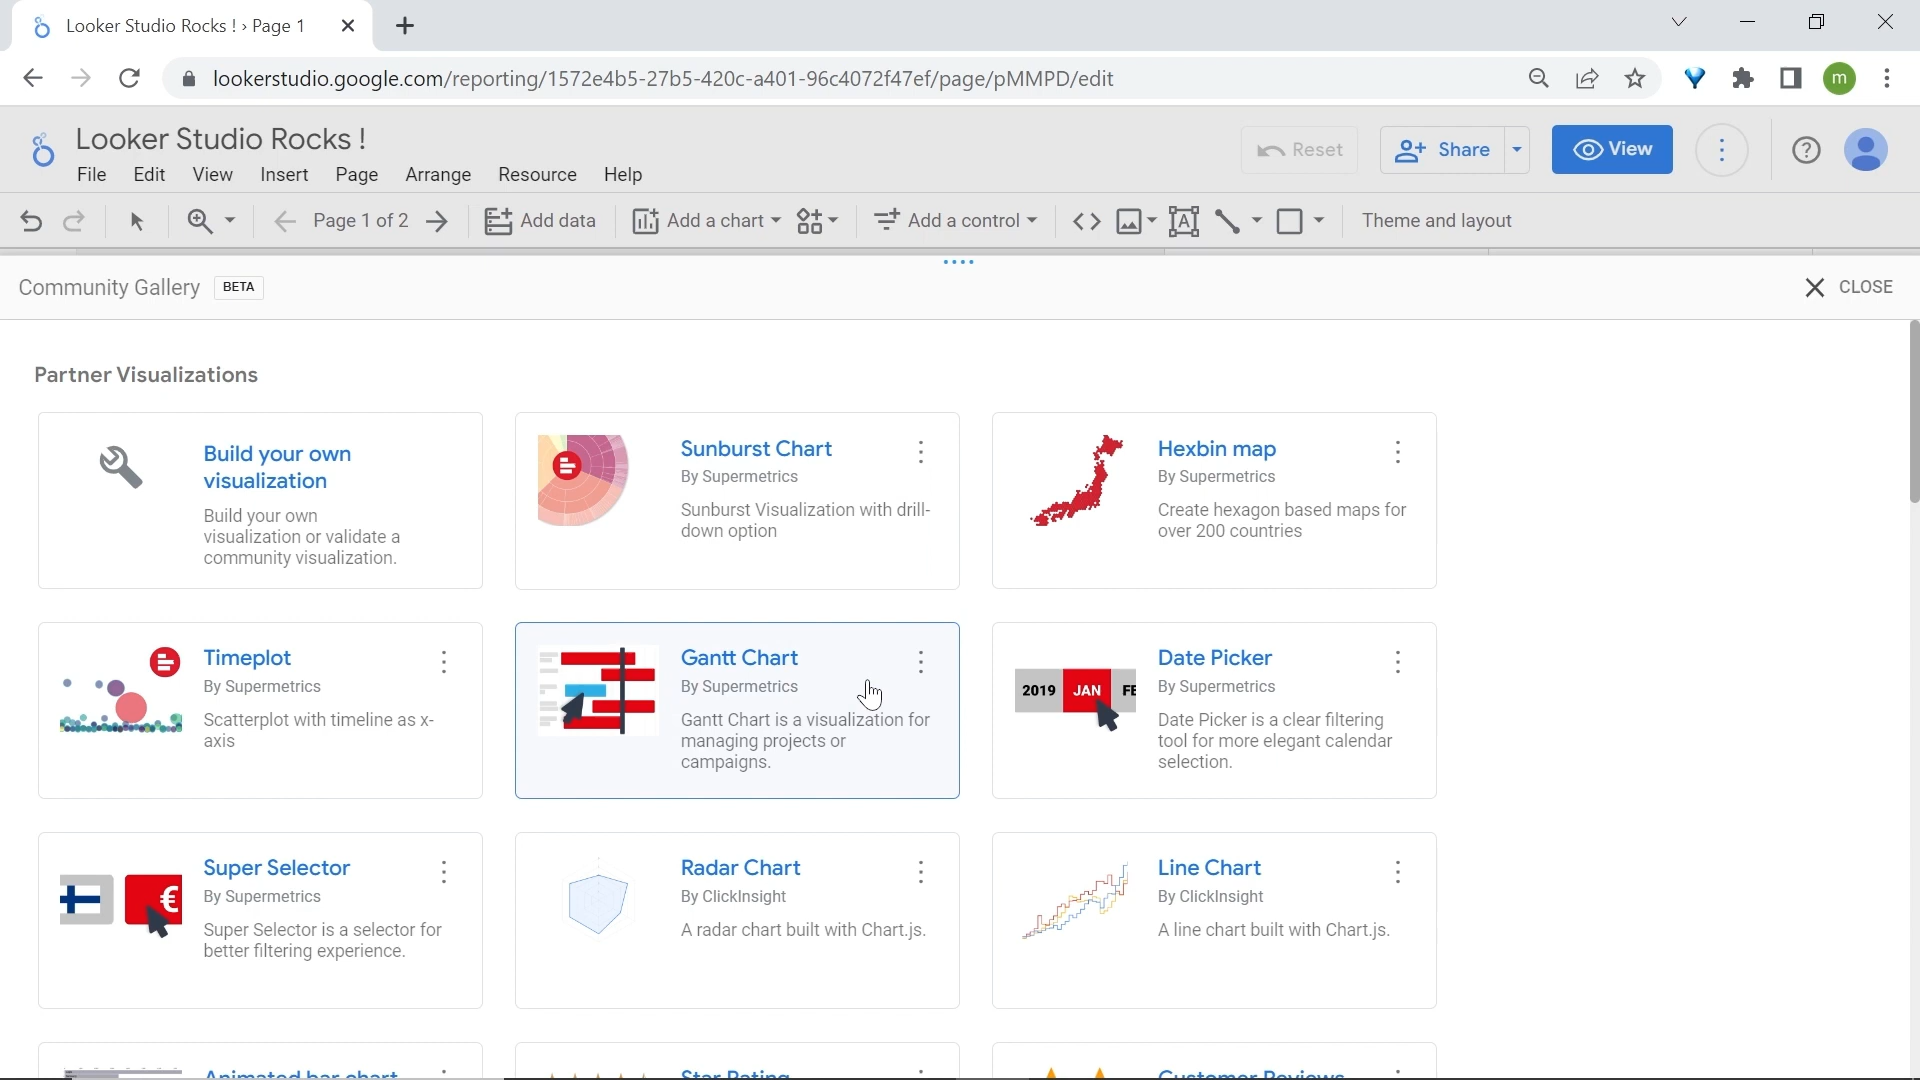 Looker Studio Rocks ! › Page 1
lookerstudio.google.com/reporting/1572e4b5-27b5-420c-a401-96c4072f47ef/page/pMMPD/edit
m
Looker Studio Rocks !
File Edit View Insert Page Arrange Resource Help
Reset
Share
View
Page 1 of 2
Add data
Add a chart
Add a control
A
Theme and layout
Community Gallery BETA
CLOSE
Partner Visualizations
Build your own
visualization
Build your own
visualization or validate a
community visualization.
Sunburst Chart
By Supermetrics
Sunburst Visualization with drill-
down option
Hexbin map
By Supermetrics
Create hexagon based maps for
over 200 countries
Timeplot
By Supermetrics
Scatterplot with timeline as x-
axis
Gantt Chart
By Supermetrics
Gantt Chart is a visualization for
managing projects or
campaigns.
2019 JAN FE
Date Picker
By Supermetrics
Date Picker is a clear filtering
tool for more elegant calendar
selection.
€
Super Selector
By Supermetrics
Super Selector is a selector for
better filtering experience.
Radar Chart
By ClickInsight
A radar chart built with Chart.js.
Line Chart
By ClickInsight
A line chart built with Chart.js.
Animated bar chart
Star Rating
Customer Reviews